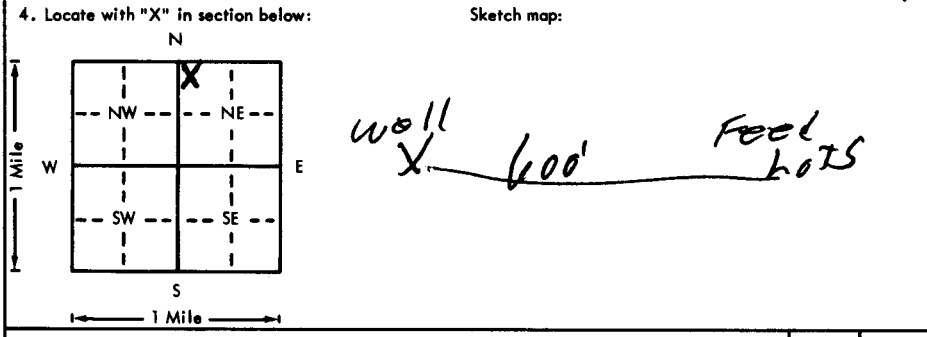 4. Locate with "X" in section below:
Sketch map:
N
X
NW NE
W E
1 Mile
SW SE
S
1 Mile
Well
X 600'
Feed
Lots